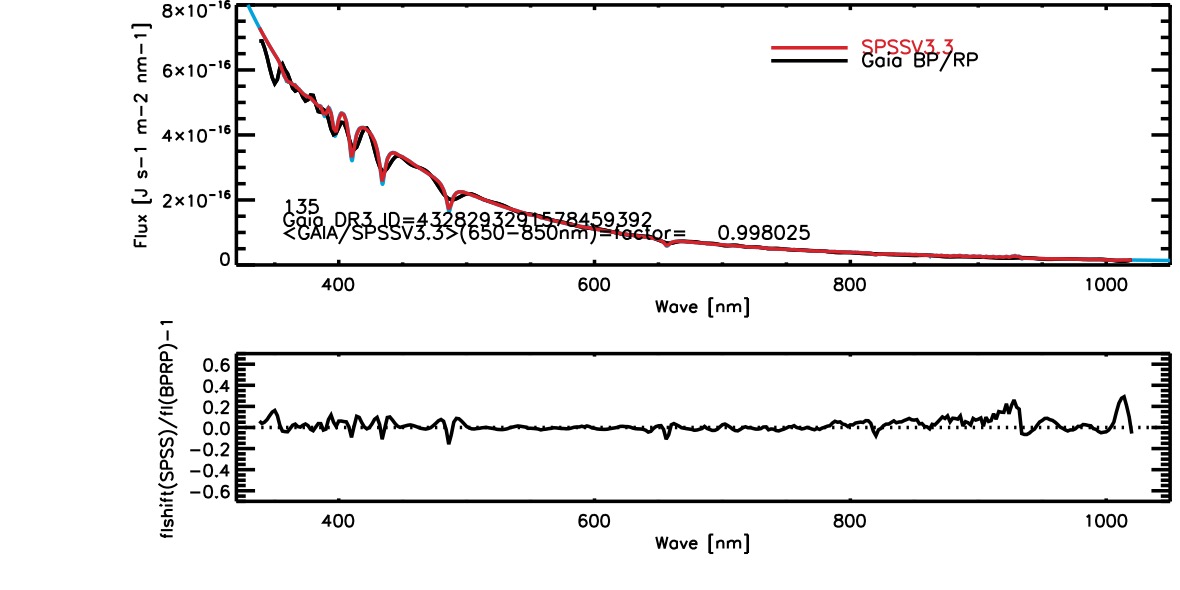 8×10-16
6×10-16
4×10-16
2×10-16
0
Flux [J s-1 m-2 nm-1]
SPSSV3.3
Gaia BP/RP
135
Gaia DR3 ID=4328293291578459392
<GAIA/SPSSV3.3>(650-850nm)=factor= 0.998025
400 600 800 1000
Wave [nm]
flshift(SPSS)/fl(BPRP)-1
0.6
0.4
0.2
0.0
-0.2
-0.4
-0.6
400 600 800 1000
Wave [nm]